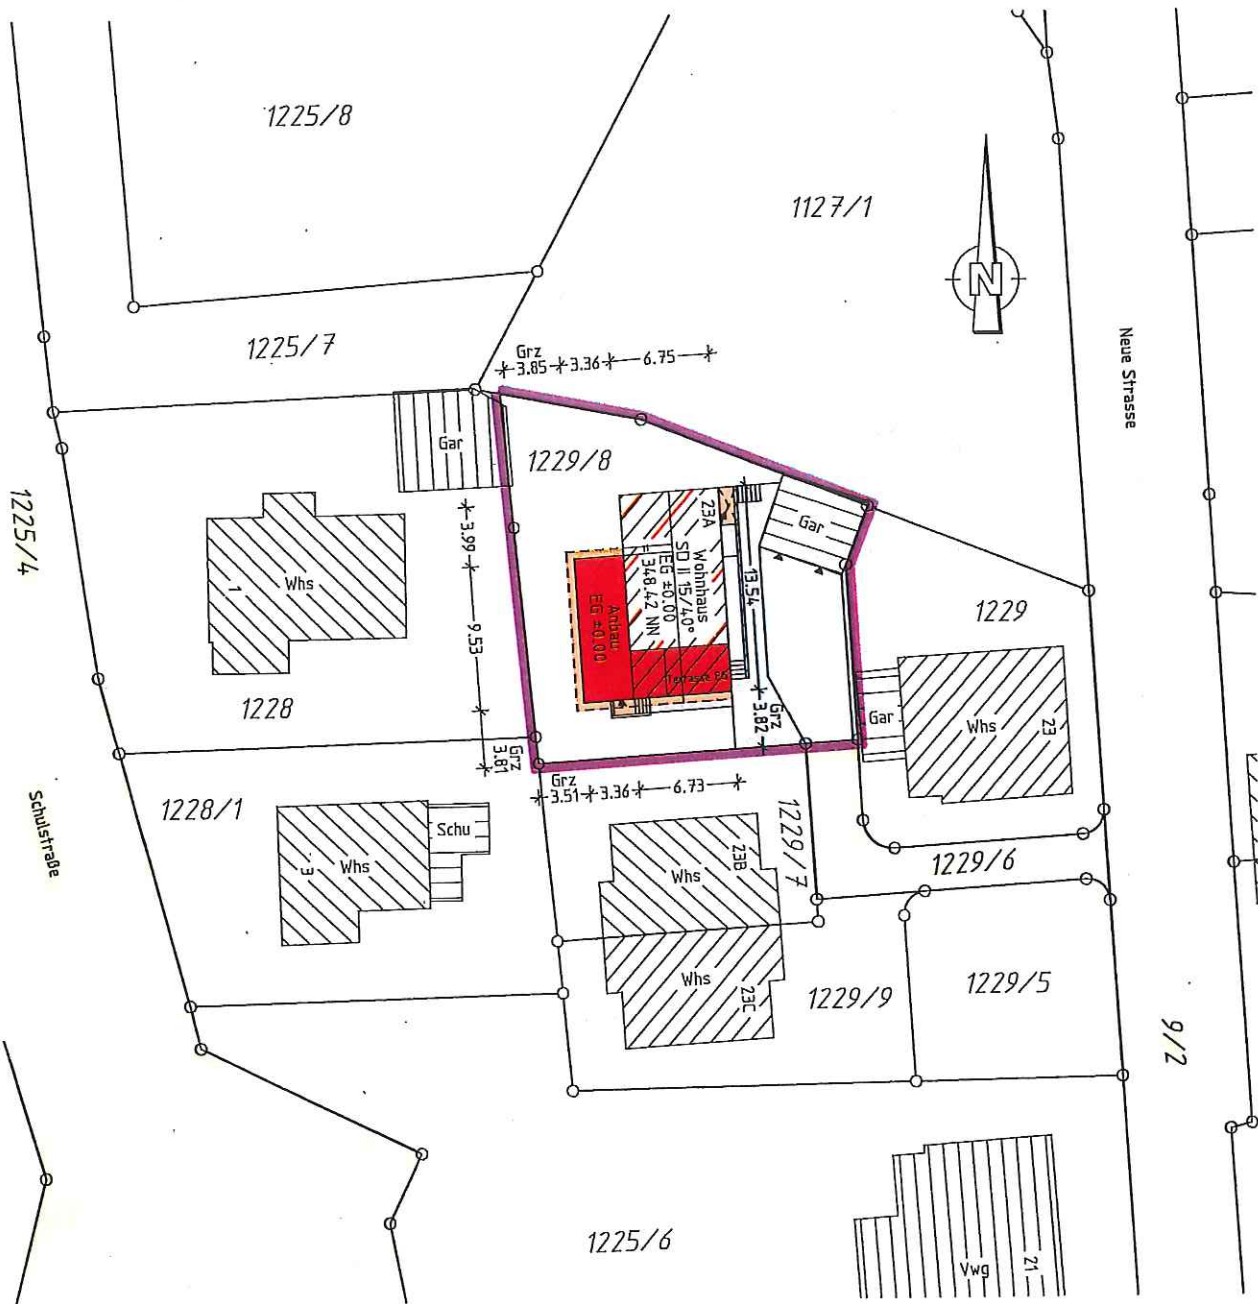 1225/8
1127/1
N
Neue Strasse
1225/7
Grz
3.85
3.36
6.75
Gar
1229/8
1225/4
Whs
1
3.99
9.53
Grz
3.81
23A
Wohnhaus
SD II 15/40°
EG ±0.00
= 348.42 NN
Anbau
EG ±0.00
Terrasse EG
13.54
Gar
Grz
3.82
1229
Gar
Whs
23
1228
1228/1
Schulstraße
Whs
3
Schu
Grz
3.51
3.36
6.73
1229/7
Whs
23B
1229/6
Whs
23C
1229/9
1229/5
9/2
1225/6
Vwg
21